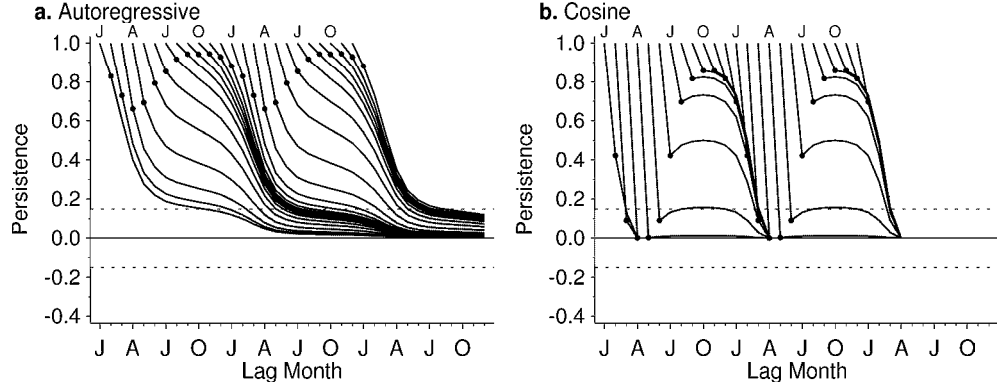 a. Autoregressive
J A J O J A J O
1.0
0.8
0.6
0.4
0.2
0.0
-0.2
-0.4
Persistence
J A J O J A J O J A J O
Lag Month
b. Cosine
J A J O J A J O
1.0
0.8
0.6
0.4
0.2
0.0
-0.2
-0.4
Persistence
J A J O J A J O J A J O
Lag Month